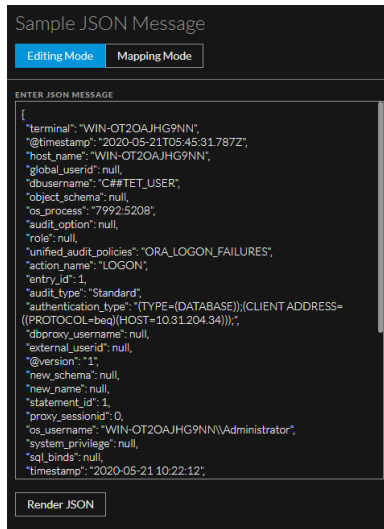 Sample JSON Message
Editing Mode Mapping Mode
ENTER JSON MESSAGE
{
"terminal": "WIN-OT2OAJHG9NN",
"@timestamp": "2020-05-21T05:45:31.787Z",
"host_name": "WIN-OT2OAJHG9NN",
"global_userid": null,
"dbusername": "C##TET_USER",
"object_schema": null,
"os_process": "7992:5208",
"audit_option": null,
"role": null,
"unified_audit_policies": "ORA_LOGON_FAILURES",
"action_name": "LOGON",
"entry_id": 1,
"audit_type": "Standard",
"authentication_type": "(TYPE=(DATABASE));(CLIENT ADDRESS=
((PROTOCOL=beq)(HOST=10.31.204.34)));",
"dbproxy_username": null,
"external_userid": null,
"@version": "1",
"new_schema": null,
"new_name": null,
"statement_id": 1,
"proxy_sessionid": 0,
"os_username": "WIN-OT2OAJHG9NN\\Administrator",
"system_privilege": null,
"sql_binds": null,
"timestamp": "2020-05-21 10:22:12",
Render JSON